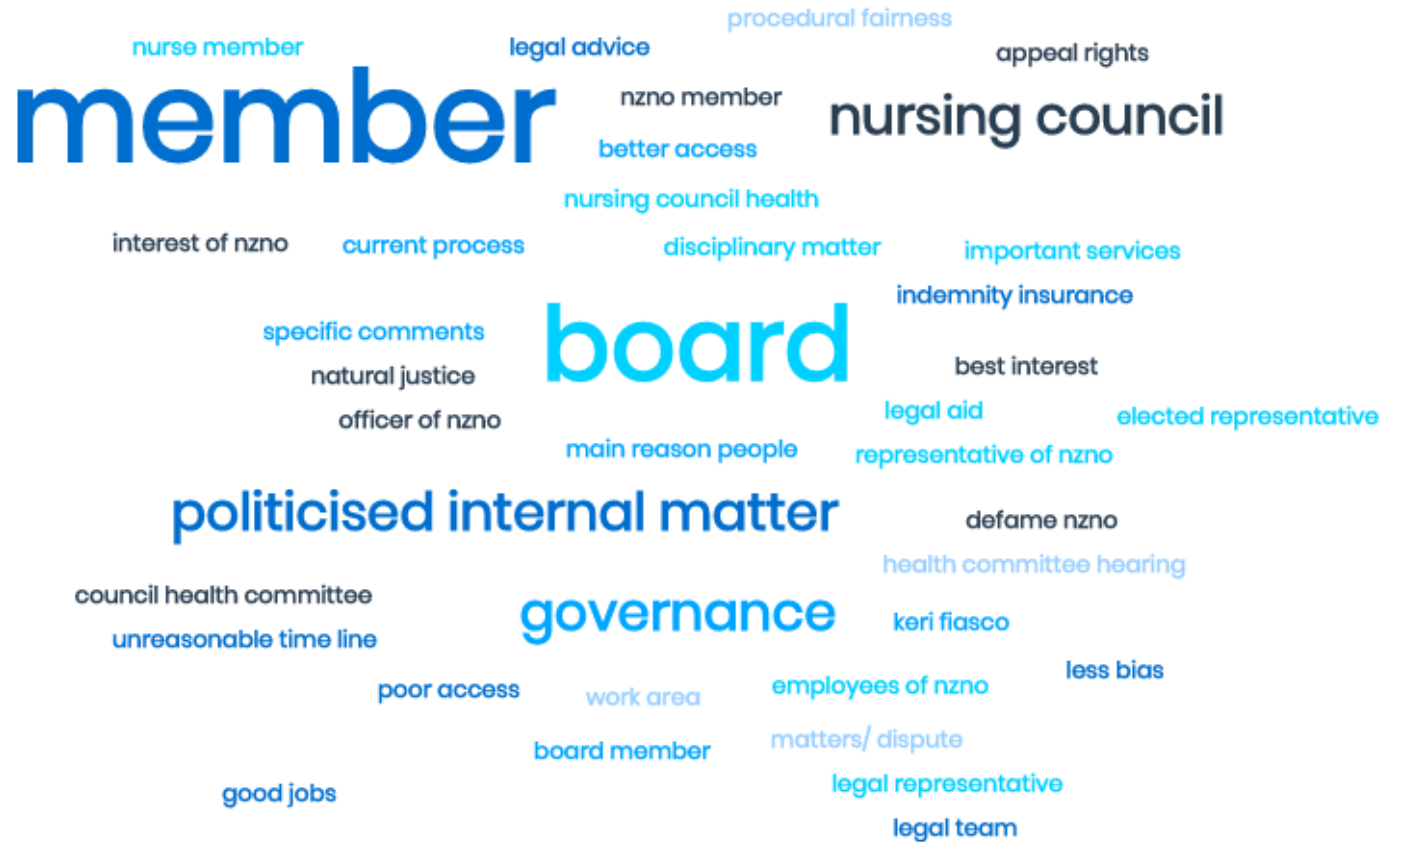 procedural fairness
nurse member
legal advice
appeal rights
member
nzno member
nursing council
better access
nursing council health
interest of nzno
current process
disciplinary matter
important services
indemnity insurance
specific comments
board
natural justice
best interest
officer of nzno
legal aid
elected representative
main reason people
representative of nzno
politicised internal matter
defame nzno
health committee hearing
council health committee
governance
keri fiasco
unreasonable time line
less bias
poor access
work area
employees of nzno
board member
matters/ dispute
good jobs
legal representative
legal team